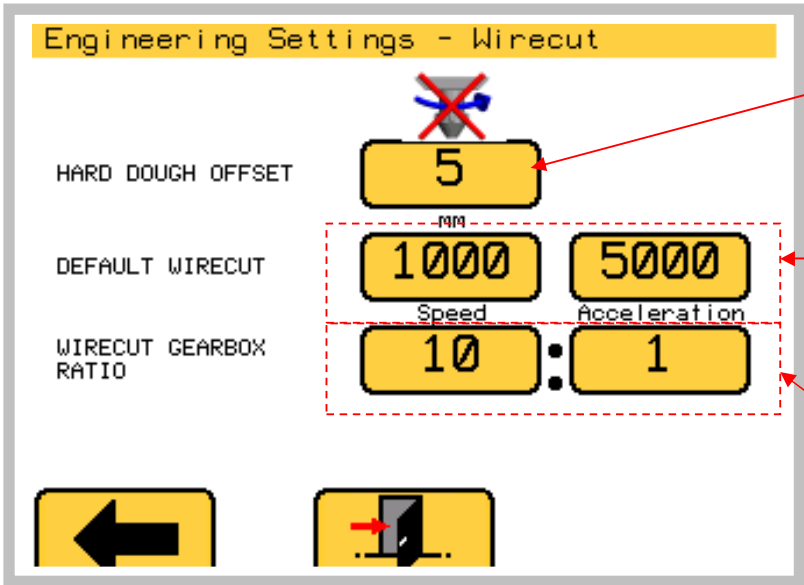 Engineering Settings - Wirecut
HARD DOUGH OFFSET
5
MM
DEFAULT WIRECUT
1000
5000
Speed
Acceleration
WIRECUT GEARBOX
RATIO
10 : 1